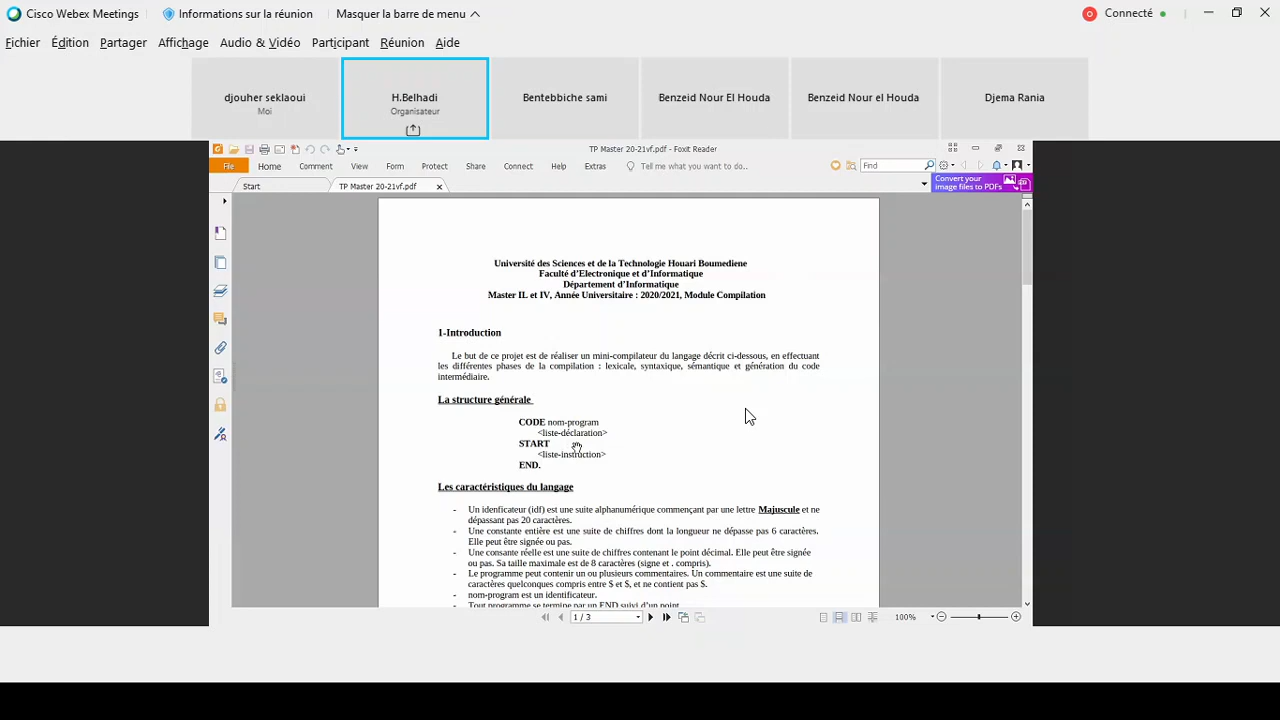 Cisco Webex Meetings
Informations sur la réunion
Masquer la barre de menu
Connecté
Fichier Édition Partager Affichage Audio & Vidéo Participant Réunion Aide
djouher seklaoui
Moi
H.Belhadi
Organisateur
Bentebbiche sami
Benzeid Nour El Houda
Benzeid Nour el Houda
Djema Rania
TP Master 20-21vf.pdf - Foxit Reader
File Home Comment View Form Protect Share Connect Help Extras Tell me what you want to do..
Find
Start
TP Master 20-21vf.pdf
Convert your
image files to PDFs
Université des Sciences et de la Technologie Houari Boumediene
Faculté d'Electronique et d'Informatique
Département d'Informatique
Master IL et IV, Année Universitaire : 2020/2021, Module Compilation
1-Introduction
Le but de ce projet est de réaliser un mini-compilateur du langage décrit ci-dessous, en effectuant
les différentes phases de la compilation : lexicale, syntaxique, sémantique et génération du code
intermédiaire.
La structure générale
CODE nom-program
<liste-déclaration>
START
<liste-instruction>
END.
Les caractéristiques du langage
- Un idenficateur (idf) est une suite alphanumérique commençant par une lettre Majuscule et ne
dépassant pas 20 caractères.
- Une constante entière est une suite de chiffres dont la longueur ne dépasse pas 6 caractères.
Elle peut être signée ou pas.
- Une consante réelle est une suite de chiffres contenant le point décimal. Elle peut être signée
ou pas. Sa taille maximale est de 8 caractères (signe et . compris).
- Le programme peut contenir un ou plusieurs commentaires. Un commentaire est une suite de
caractères quelconques compris entre $ et $, et ne contient pas $.
- nom-program est un identificateur.
- Tout programme se termine par un END suivi d'un point
1 / 3
100%